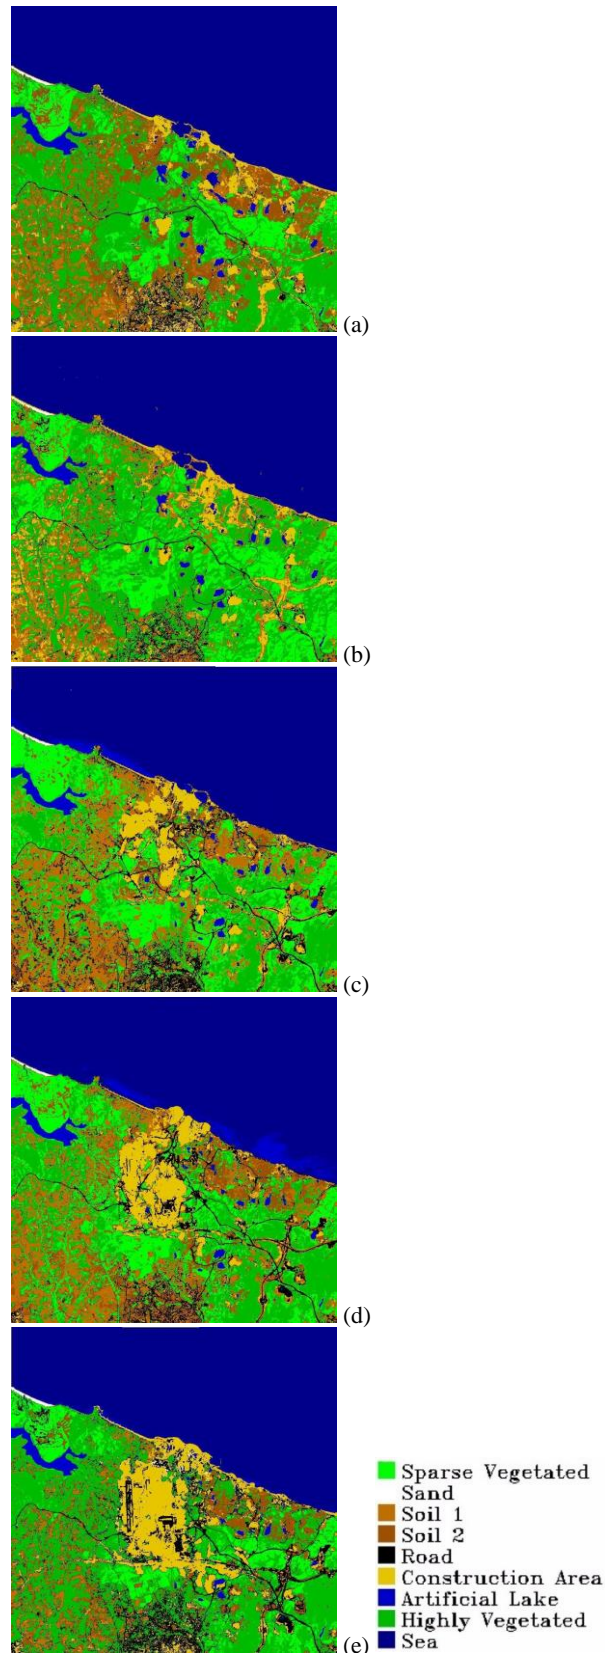 (a)
(b)
(c)
(d)
Sparse Vegetated
Sand
Soil 1
Soil 2
Road
Construction Area
Artificial Lake
Highly Vegetated
Sea
(e)